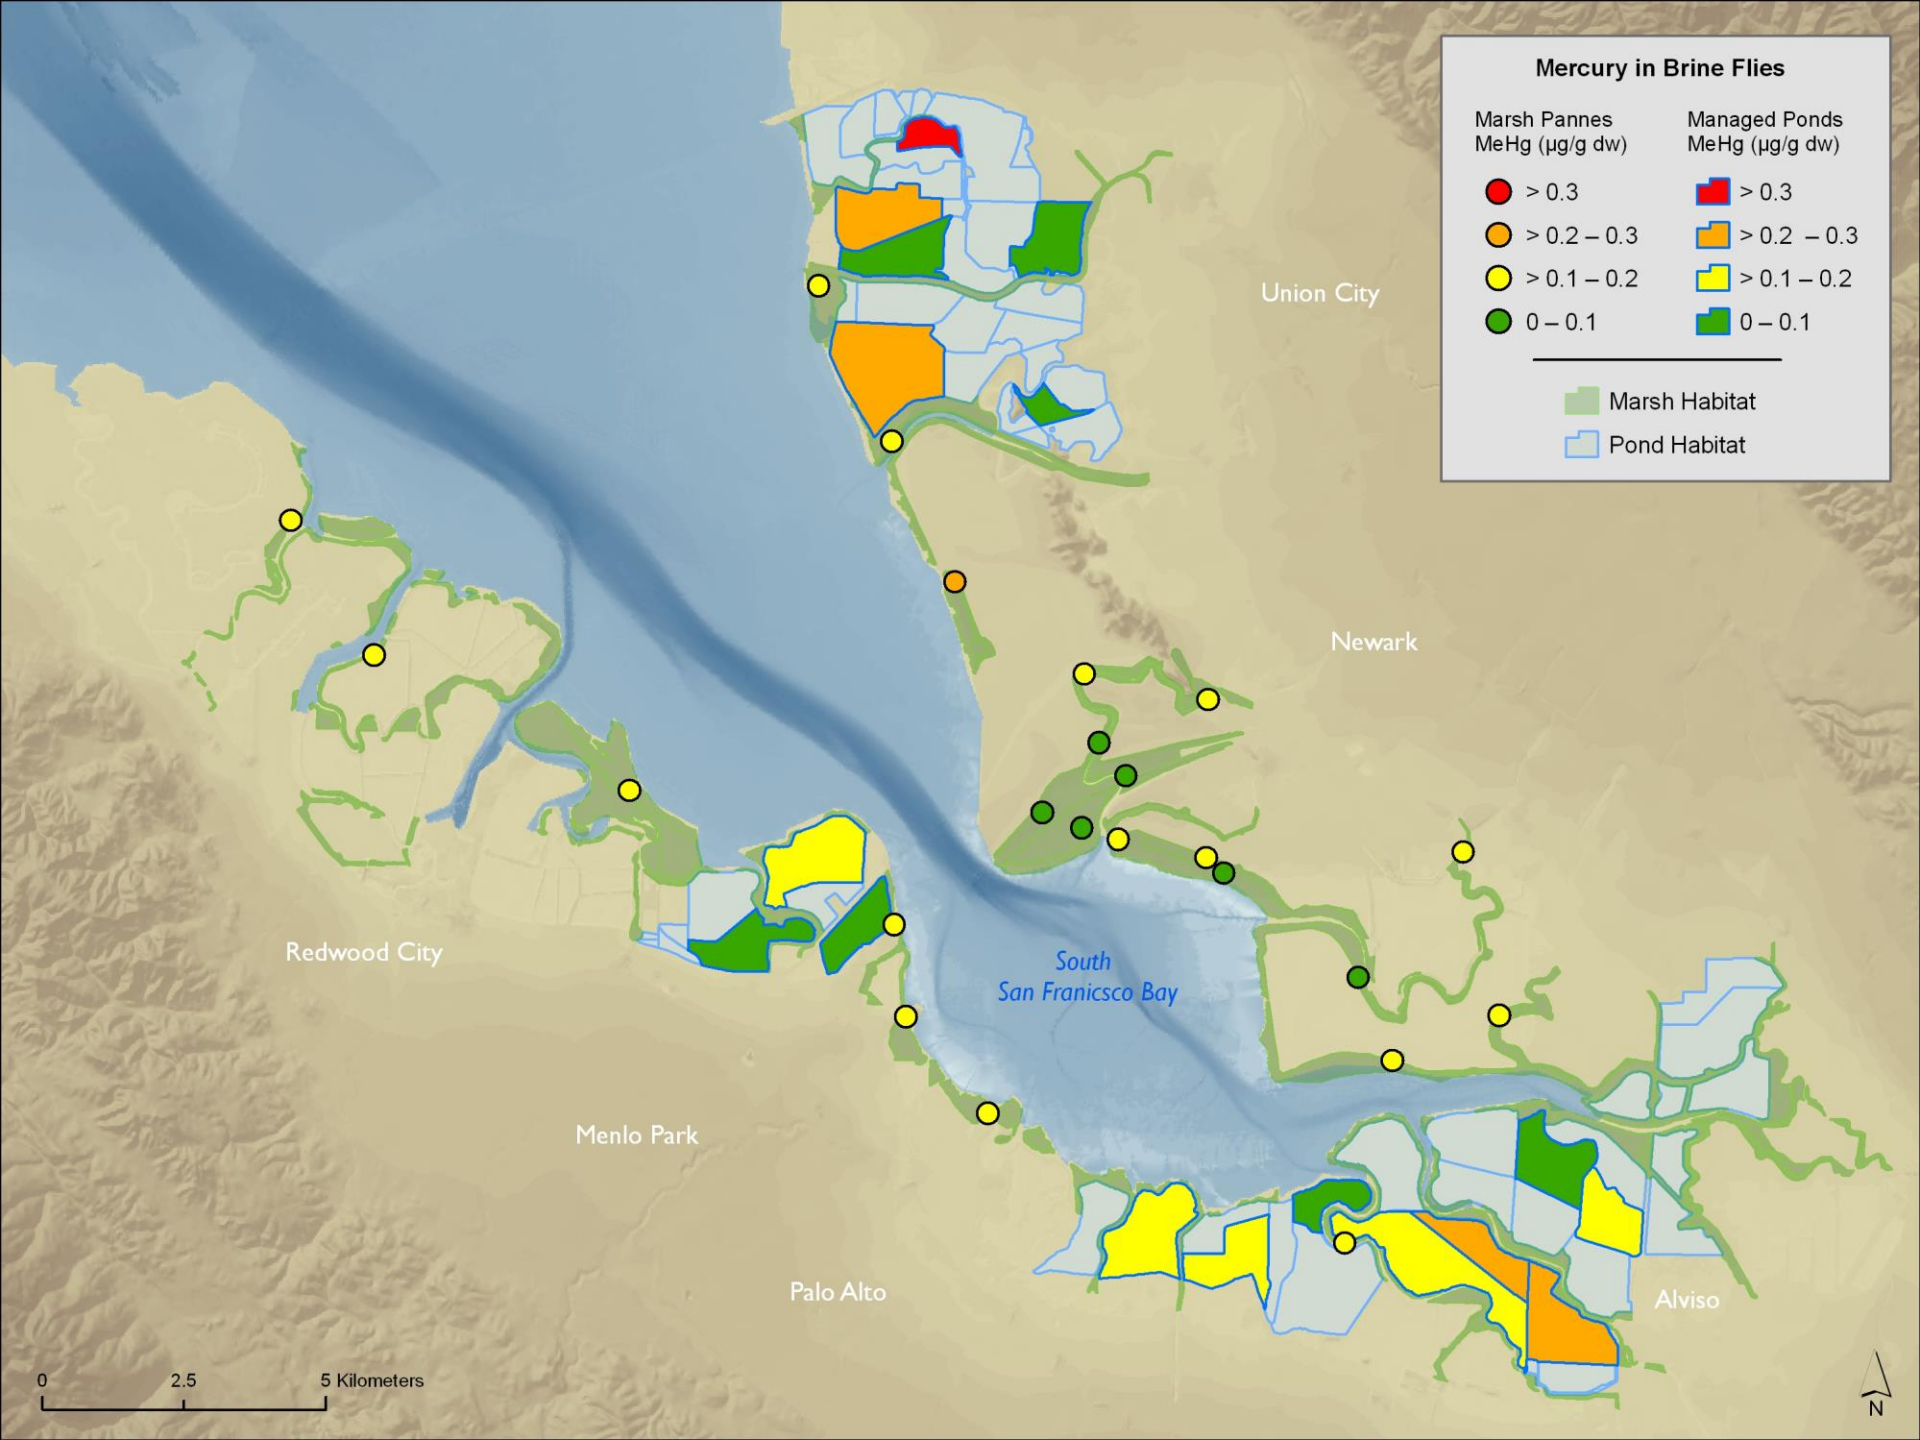 Mercury in Brine Flies
Marsh Pannes
MeHg (µg/g dw)
Managed Ponds
MeHg (µg/g dw)
> 0.3
> 0.3
> 0.2 – 0.3
> 0.2 – 0.3
> 0.1 – 0.2
> 0.1 – 0.2
0 – 0.1
0 – 0.1
Marsh Habitat
Pond Habitat
Union City
Newark
Redwood City
South
San Franicsco Bay
Menlo Park
Palo Alto
Alviso
0 2.5 5 Kilometers
N